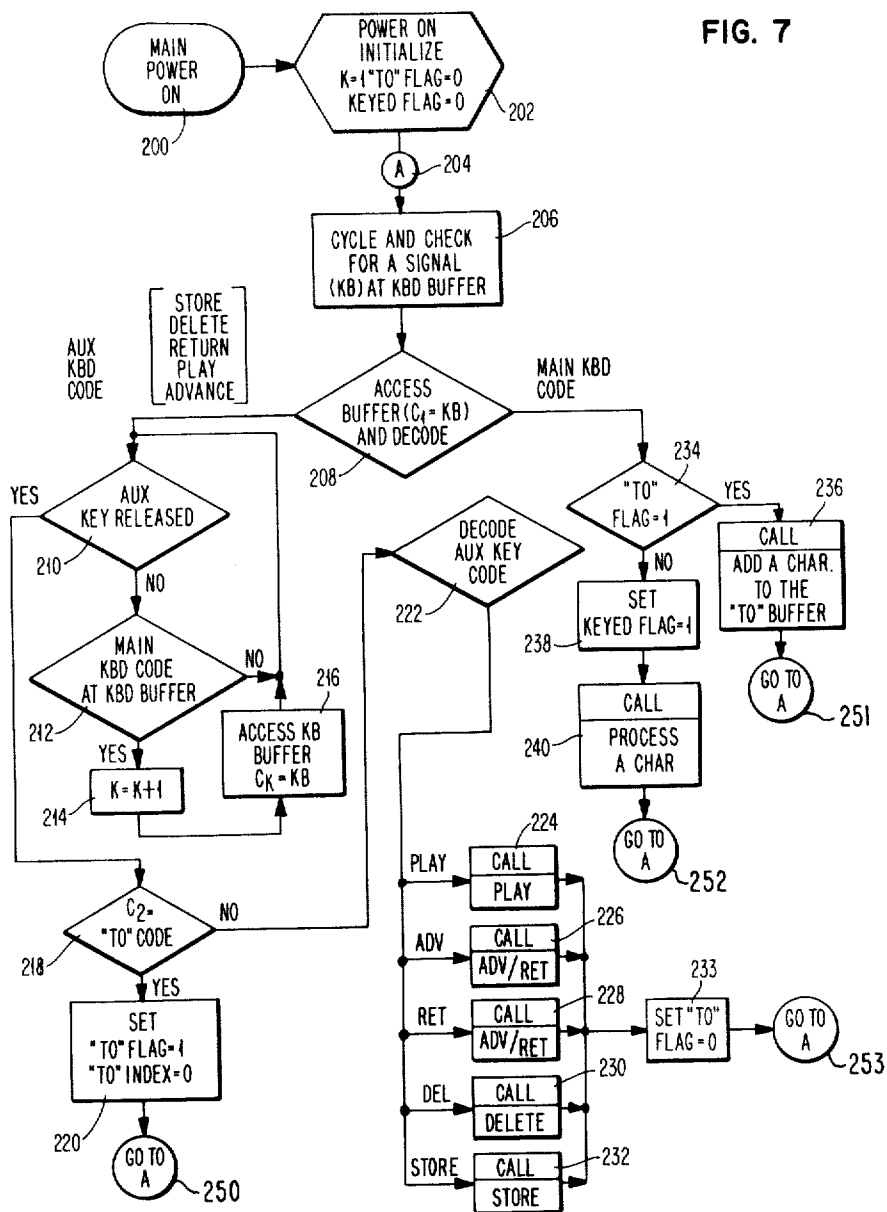 FIG. 7
MAIN
POWER
ON
200
POWER ON
INITIALIZE
K=1 "TO" FLAG=0
KEYED FLAG=0
202
A
204
206
CYCLE AND CHECK
FOR A SIGNAL
(KB) AT KBD BUFFER
AUX
KBD
CODE
STORE
DELETE
RETURN
PLAY
ADVANCE
MAIN KBD
CODE
ACCESS
BUFFER (C1 = KB)
AND DECODE
208
YES
AUX
KEY RELEASED
210
NO
MAIN
KBD CODE
AT KBD BUFFER
212
NO
YES
K=K+1
214
216
ACCESS KB
BUFFER
CK = KB
C2=
"TO" CODE
218
NO
YES
SET
"TO" FLAG=1
"TO" INDEX=0
220
GO TO
A
250
DECODE
AUX KEY
CODE
222
234
"TO"
FLAG=1
YES
NO
236
CALL
ADD A CHAR.
TO THE
"TO" BUFFER
GO TO
A
251
SET
KEYED FLAG=1
238
CALL
PROCESS
A CHAR
240
GO TO
A
252
PLAY
224
CALL
PLAY
ADV
226
CALL
ADV/RET
RET
228
CALL
ADV/RET
DEL
230
CALL
DELETE
STORE
232
CALL
STORE
233
SET "TO"
FLAG=0
GO TO
A
253